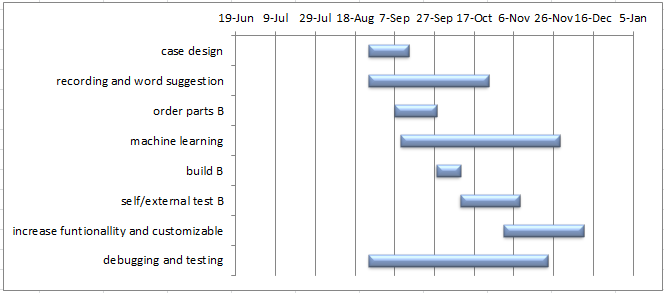 19-Jun 9-Jul 29-Jul 18-Aug 7-Sep 27-Sep 17-Oct 6-Nov 26-Nov 16-Dec 5-Jan
case design
recording and word suggestion
order parts B
machine learning
build B
self/external test B
increase funtionallity and customizable
debugging and testing